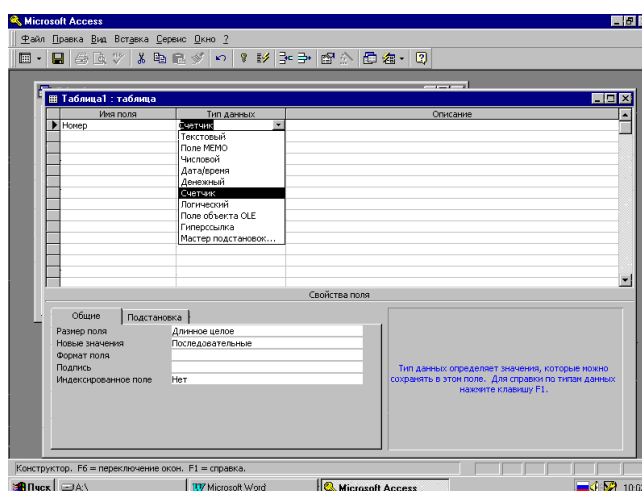 Microsoft Access
Файл Правка Вид Вставка Сервис Окно ?
Таблица1 : таблица
Имя поля Тип данных Описание
Номер Счетчик
Текстовый
Поле МЕМО
Числовой
Дата/время
Денежный
Счетчик
Логический
Поле объекта OLE
Гиперссылка
Мастер подстановок...
Свойства поля
Общие Подстановка
Размер поля Длинное целое
Новые значения Последовательные
Формат поля
Подпись
Индексированное поле Нет
Тип данных определяет значения, которые можно
сохранять в этом поле. Для справки по типам данных
нажмите клавишу F1.
Конструктор. F6 = переключение окон. F1 = справка.
Пуск A:\ Microsoft Word Microsoft Access